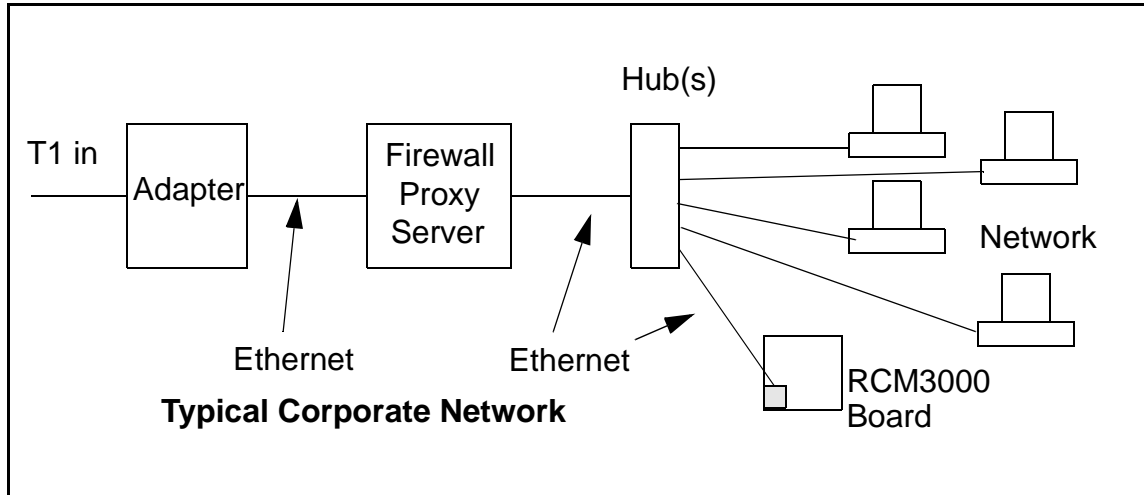 Hub(s)
T1 in
Adapter
Firewall
Proxy
Server
Network
Ethernet
Ethernet
RCM3000
Board
Typical Corporate Network